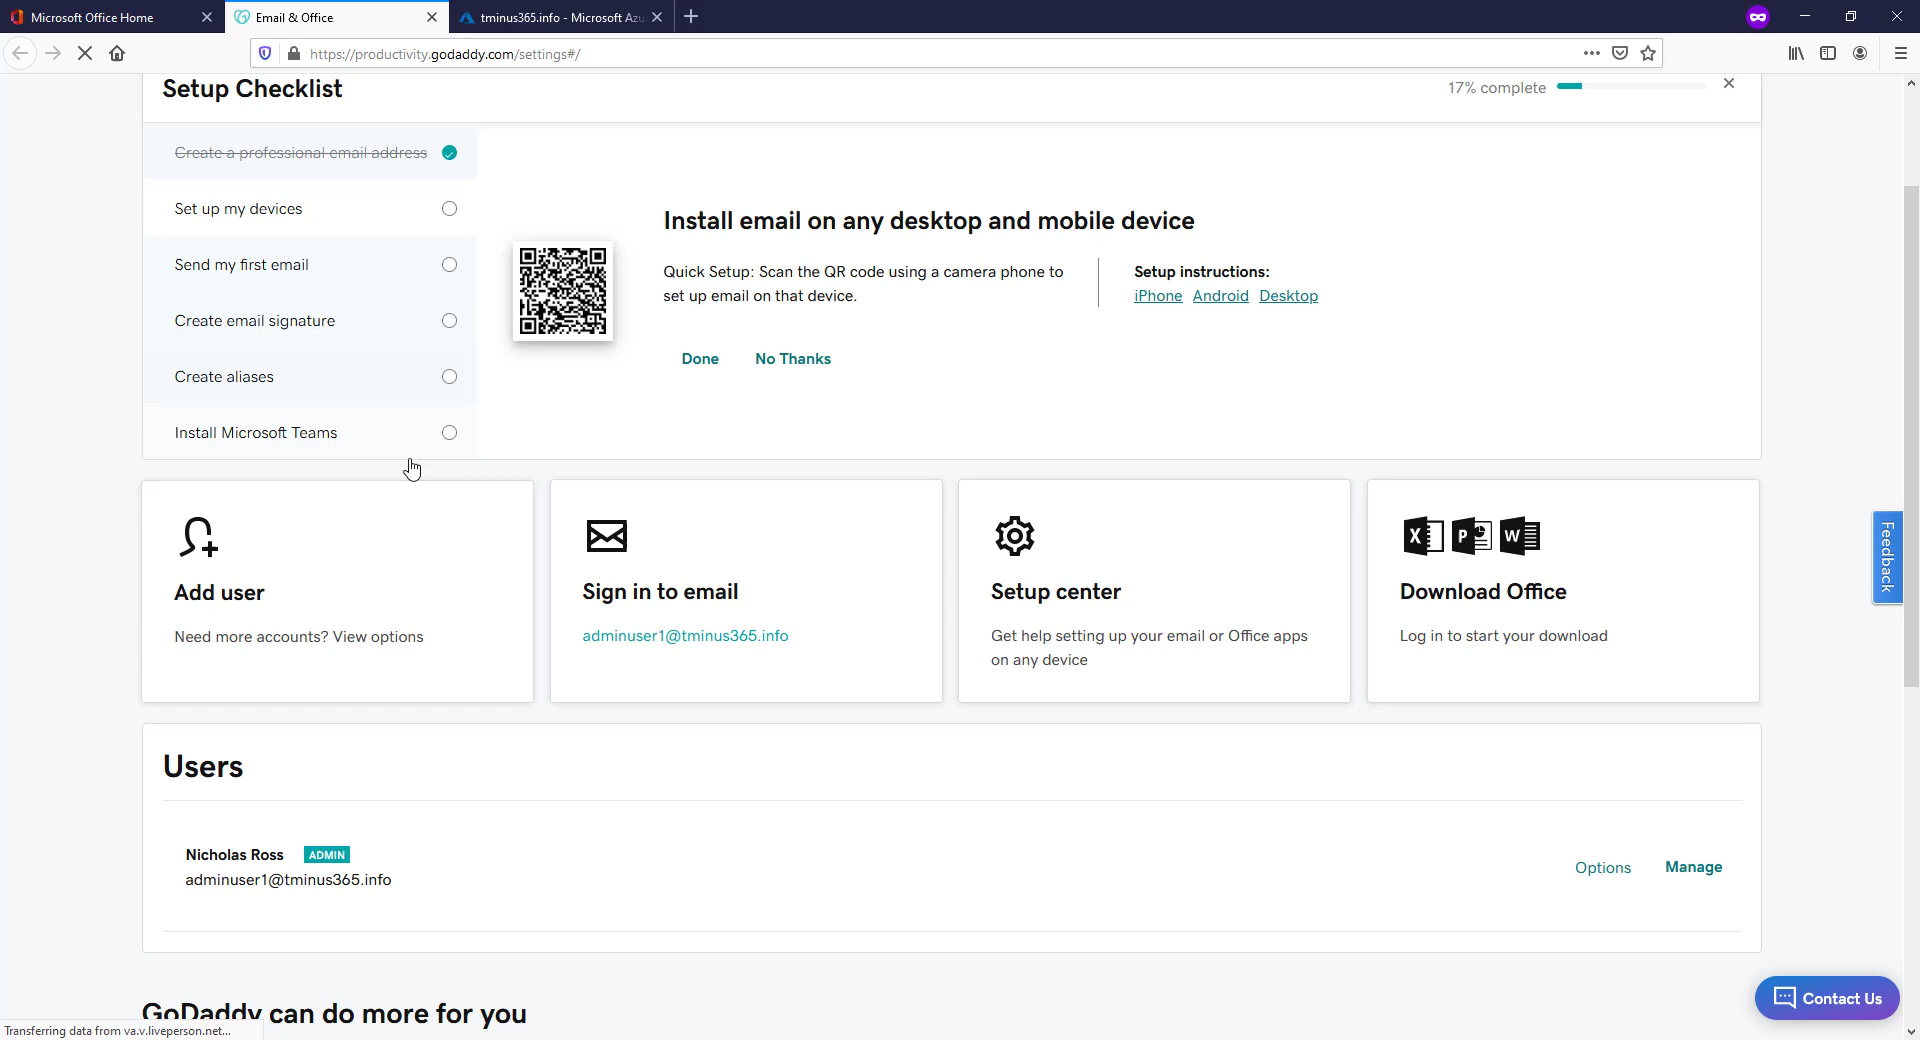 Microsoft Office Home
Email & Office
tminus365.info - Microsoft Azu
https://productivity.godaddy.com/settings#/
Setup Checklist
17% complete
Create a professional email address
Set up my devices
Send my first email
Create email signature
Create aliases
Install Microsoft Teams
Install email on any desktop and mobile device
Quick Setup: Scan the QR code using a camera phone to
set up email on that device.
Setup instructions:
iPhone Android Desktop
Done
No Thanks
Add user
Need more accounts? View options
Sign in to email
adminuser1@tminus365.info
Setup center
Get help setting up your email or Office apps
on any device
X
P
W
Download Office
Log in to start your download
Feedback
Users
Nicholas Ross ADMIN
adminuser1@tminus365.info
Options
Manage
GoDaddy can do more for you
Contact Us
Transferring data from va.v.liveperson.net...